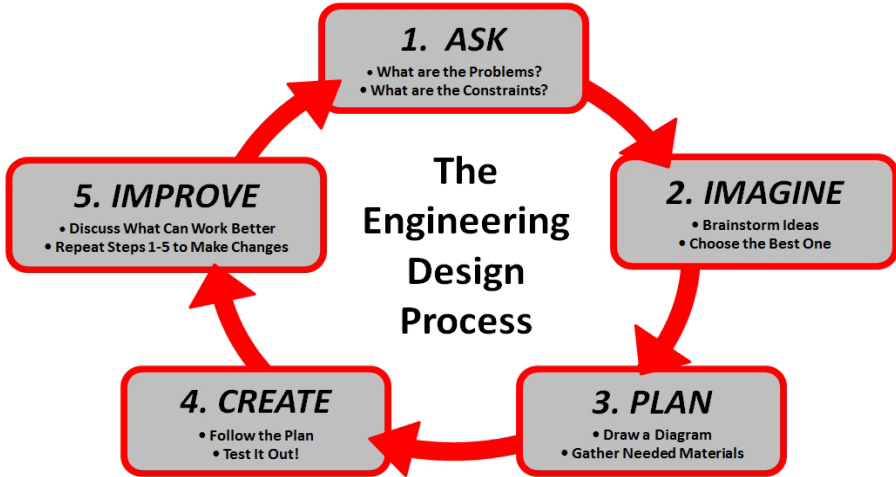 1. ASK
• What are the Problems?
• What are the Constraints?
The
Engineering
Design
Process
2. IMAGINE
• Brainstorm Ideas
• Choose the Best One
3. PLAN
• Draw a Diagram
• Gather Needed Materials
4. CREATE
• Follow the Plan
• Test It Out!
5. IMPROVE
• Discuss What Can Work Better
• Repeat Steps 1-5 to Make Changes